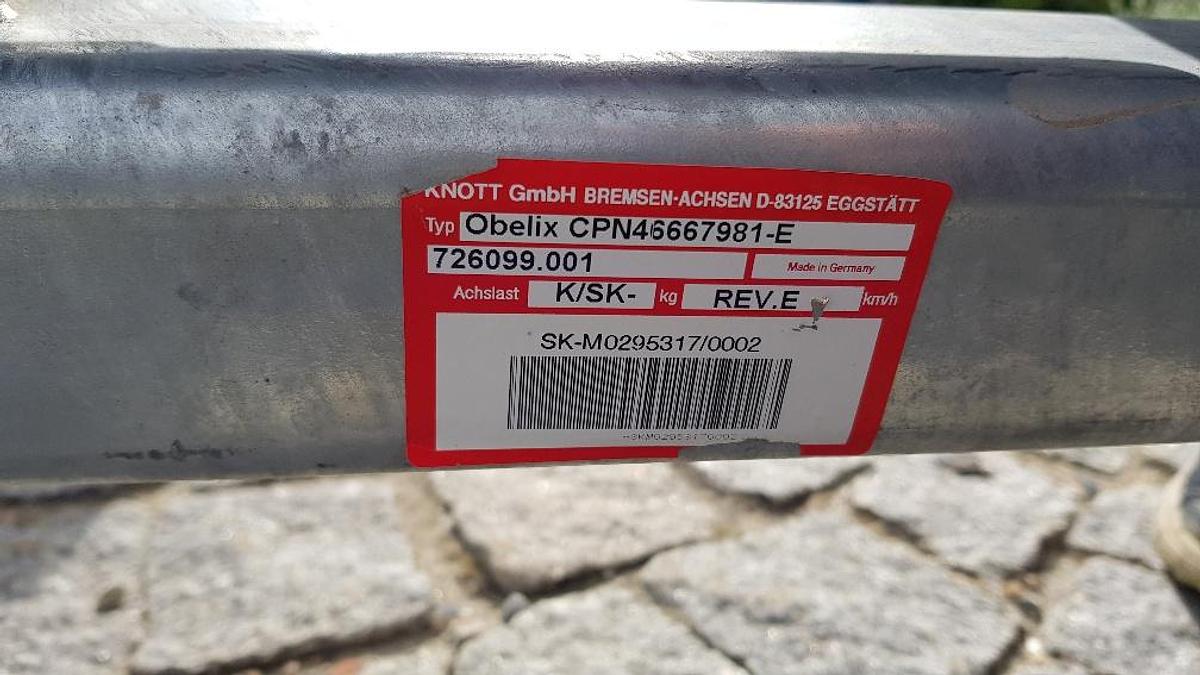 KNOTT GmbH BREMSEN-ACHSEN D-83125 EGGSTÄTT
Typ Obelix CPN46667981-E
726099.001 Made in Germany
Achslast K/SK- kg REV.E km/h
SK-M0295317/0002